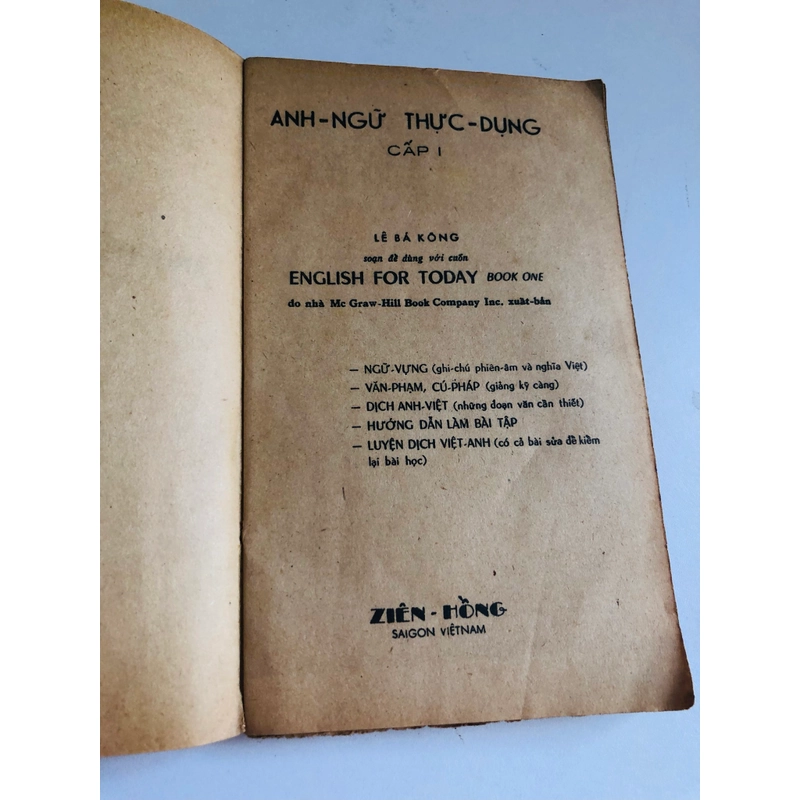 ANH-NGỮ THỰC-DỤNG
CẤP I
LÊ BÁ KÔNG
soạn để dùng với cuốn
ENGLISH FOR TODAY BOOK ONE
do nhà Mc Graw-Hill Book Company Inc. xuất-bản
— NGỮ-VỰNG (ghi-chú phiên-âm và nghĩa Việt)
— VĂN-PHẠM, CÚ-PHÁP (giảng kỹ càng)
— DỊCH ANH-VIỆT (những đoạn văn cần thiết)
— HƯỚNG DẪN LÀM BÀI TẬP
— LUYỆN DỊCH VIỆT-ANH (có cả bài sửa để kiểm
lại bài học)
ZIÊN-HỒNG
SAIGON VIỆTNAM